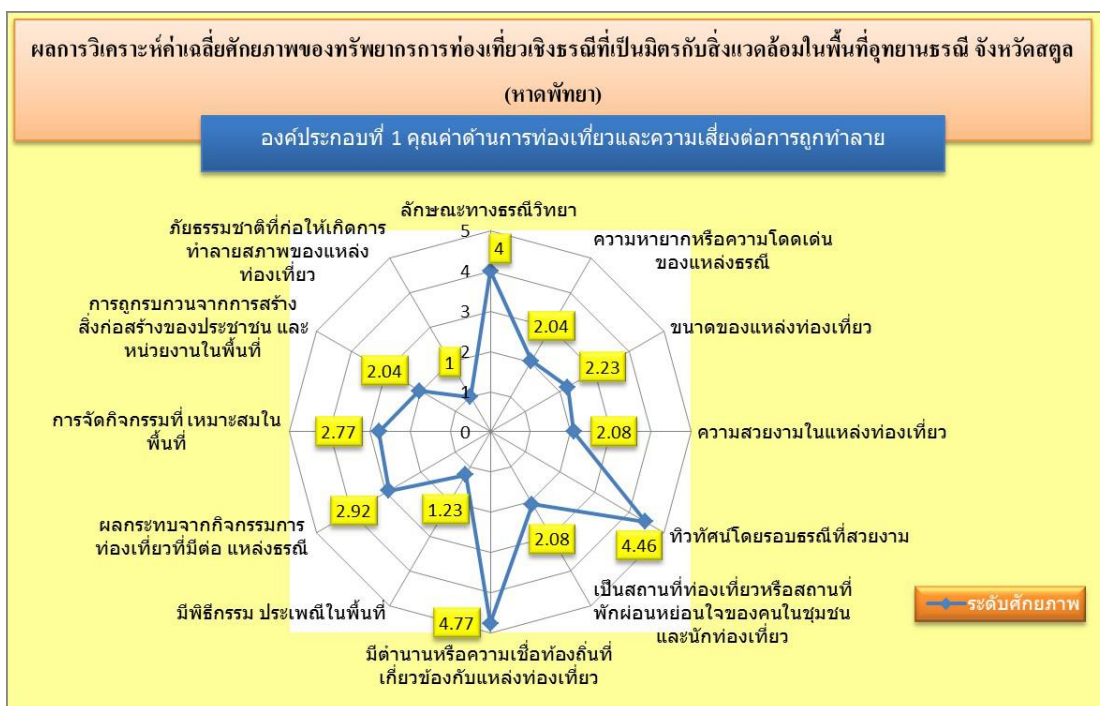 ผลการวิเคราะห์ค่าเฉลี่ยศักยภาพของทรัพยากรการท่องเที่ยวเชิงธรณีที่เป็นมิตรกับสิ่งแวดล้อมในพื้นที่อุทยานธรณี จังหวัดสตูล
(หาดพัทยา)
องค์ประกอบที่ 1 คุณค่าด้านการท่องเที่ยวและความเสี่ยงต่อการถูกทำลาย
ลักษณะทางธรณีวิทยา
ความหายากหรือความโดดเด่น
ของแหล่งธรณี
ขนาดของแหล่งท่องเที่ยว
ความสวยงามในแหล่งท่องเที่ยว
ทิวทัศน์โดยรอบธรณีที่สวยงาม
เป็นสถานที่ท่องเที่ยวหรือสถานที่
พักผ่อนหย่อนใจของคนในชุมชน
และนักท่องเที่ยว
มีตำนานหรือความเชื่อท้องถิ่นที่
เกี่ยวข้องกับแหล่งท่องเที่ยว
มีพิธีกรรม ประเพณีในพื้นที่
ผลกระทบจากกิจกรรมการ
ท่องเที่ยวที่มีต่อ แหล่งธรณี
การจัดกิจกรรมที่ เหมาะสมใน
พื้นที่
การถูกรบกวนจากการสร้าง
สิ่งก่อสร้างของประชาชน และ
หน่วยงานในพื้นที่
ภัยธรรมชาติที่ก่อให้เกิดการ
ทำลายสภาพของแหล่ง
ท่องเที่ยว
5
4
3
2
1
0
4
2.04
2.23
2.08
4.46
2.08
4.77
1.23
2.92
2.77
2.04
1
ระดับศักยภาพ